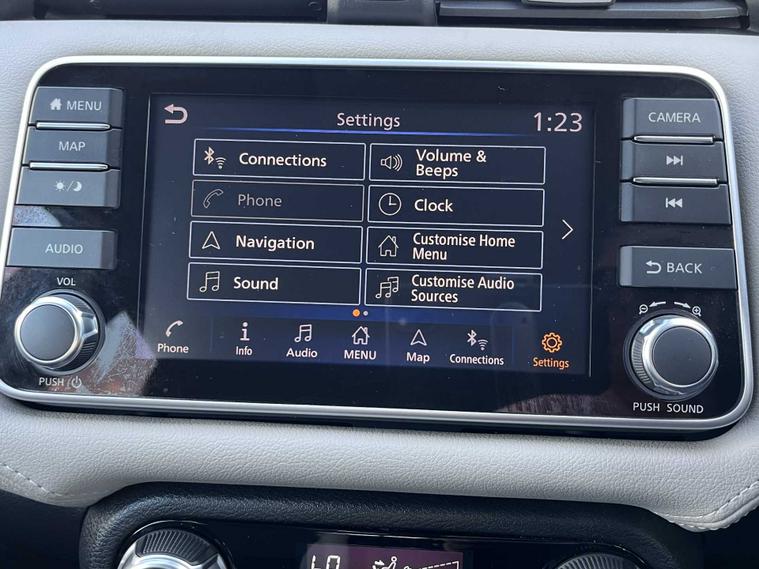 MENU
MAP
AUDIO
VOL
PUSH
Settings
1:23
Connections
Volume &
Beeps
Phone
Clock
Navigation
Customise Home
Menu
Sound
Customise Audio
Sources
Phone
Info
Audio
MENU
Map
Connections
Settings
CAMERA
BACK
PUSH SOUND
LO